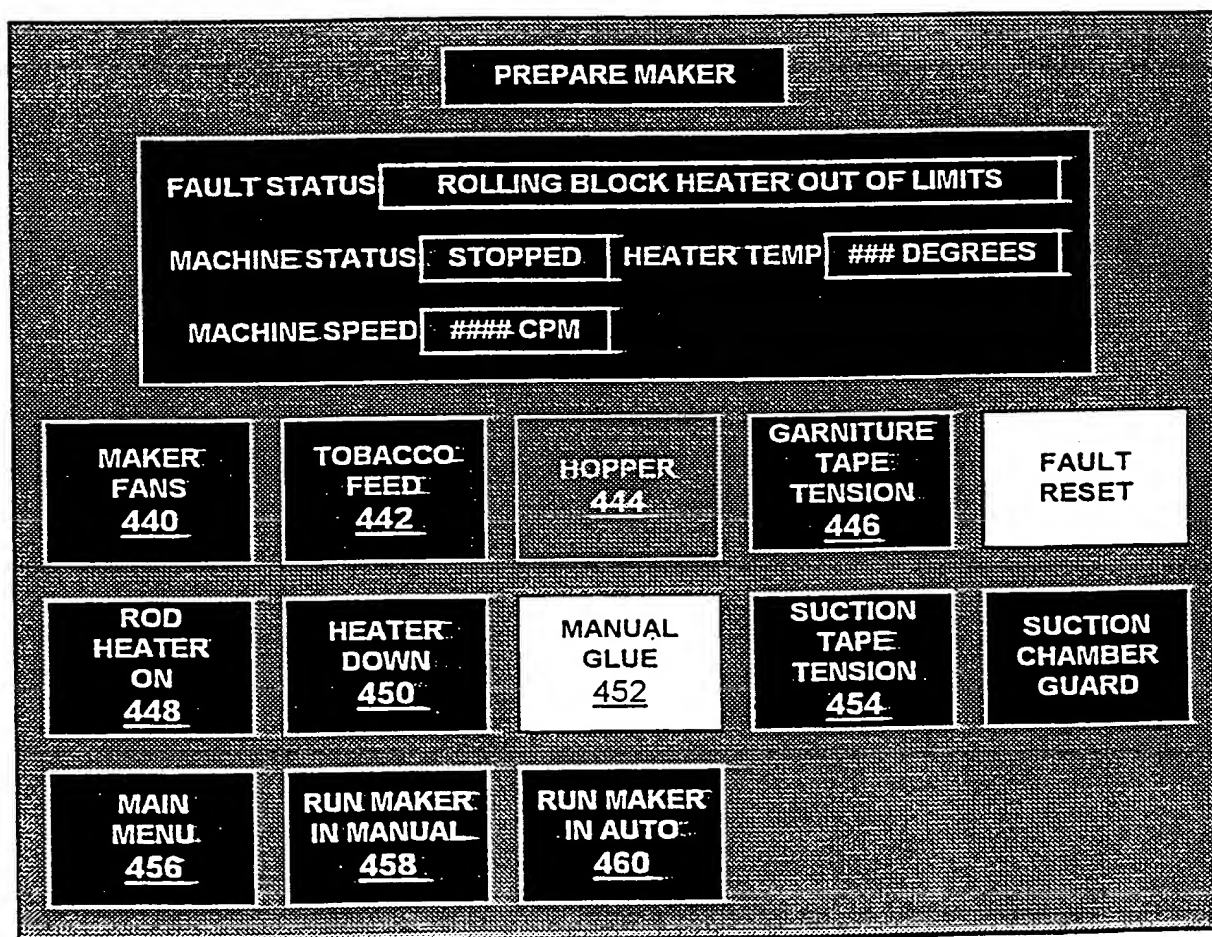 PREPARE MAKER
FAULT STATUS ROLLING BLOCK HEATER OUT OF LIMITS
MACHINE STATUS STOPPED HEATER TEMP ### DEGREES
MACHINE SPEED #### CPM
MAKER
FANS
440
TOBACCO
FEED
442
HOPPER
444
GARNITURE
TAPE
TENSION
446
FAULT
RESET
ROD
HEATER
ON
448
HEATER
DOWN
450
MANUAL
GLUE
452
SUCTION
TAPE
TENSION
454
SUCTION
CHAMBER
GUARD
MAIN
MENU
456
RUN MAKER
IN MANUAL
458
RUN MAKER
IN AUTO
460